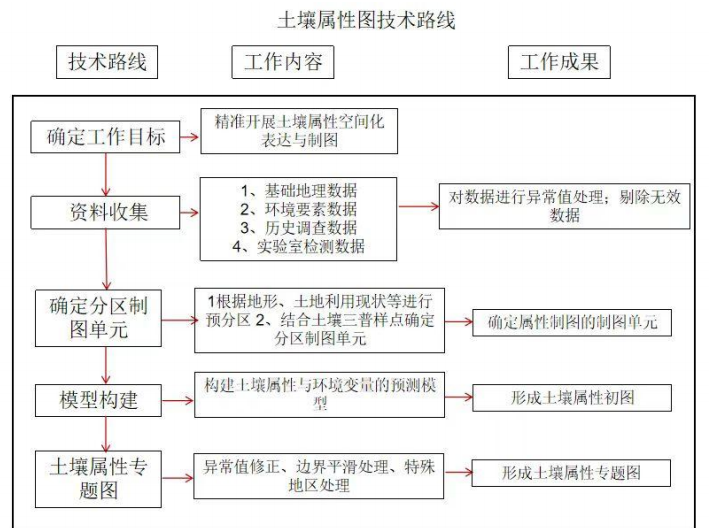 土壤属性图技术路线
技术路线
工作内容
工作成果
确定工作目标
精准开展土壤属性空间化
表达与制图
资料收集
1、基础地理数据
2、环境要素数据
3、历史调查数据
4、实验室检测数据
对数据进行异常值处理；剔除无效
数据
确定分区制
图单元
1根据地形、土地利用现状等进行
预分区 2、结合土壤三普样点确定
分区制图单元
确定属性制图的制图单元
模型构建
构建土壤属性与环境变量的预测模
型
形成土壤属性初图
土壤属性专
题图
异常值修正、边界平滑处理、特殊
地区处理
形成土壤属性专题图